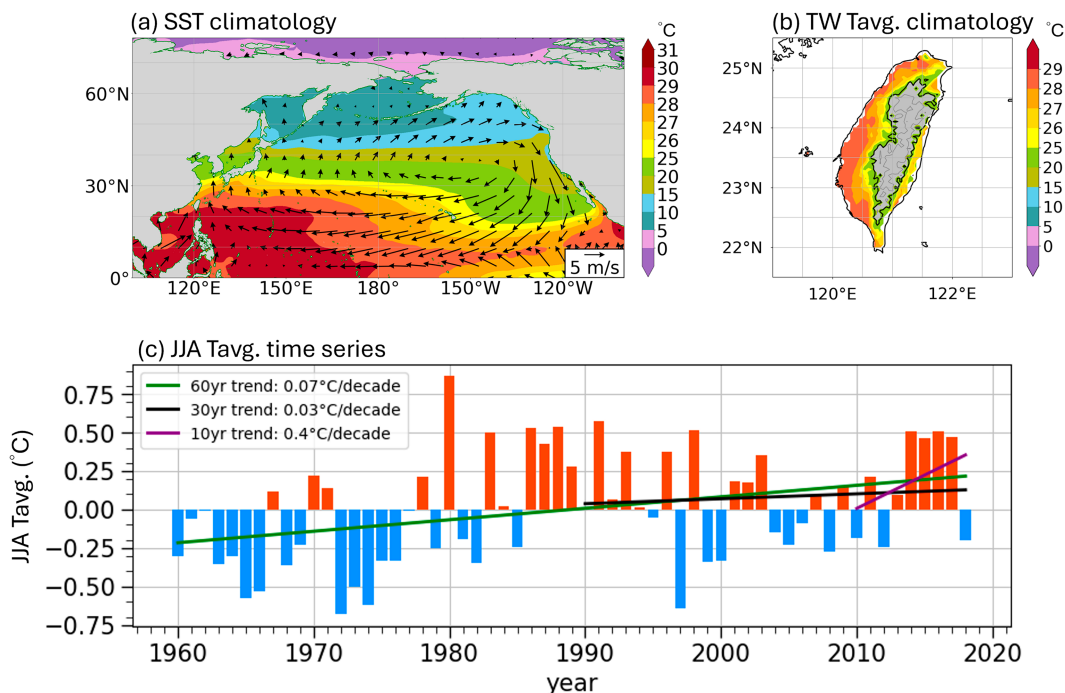 (a) SST climatology
°C
31
30
29
28
27
26
25
20
15
10
5
0
60°N
30°N
0°
120°E
150°E
180°
150°W
120°W
5 m/s
(b) TW Tavg. climatology
°C
29
28
27
26
25
20
15
10
5
0
25°N
24°N
23°N
22°N
120°E
122°E
(c) JJA Tavg. time series
60yr trend: 0.07°C/decade
30yr trend: 0.03°C/decade
10yr trend: 0.4°C/decade
JJA Tavg. (°C)
0.75
0.50
0.25
0.00
−0.25
−0.50
−0.75
1960
1970
1980
1990
2000
2010
2020
year